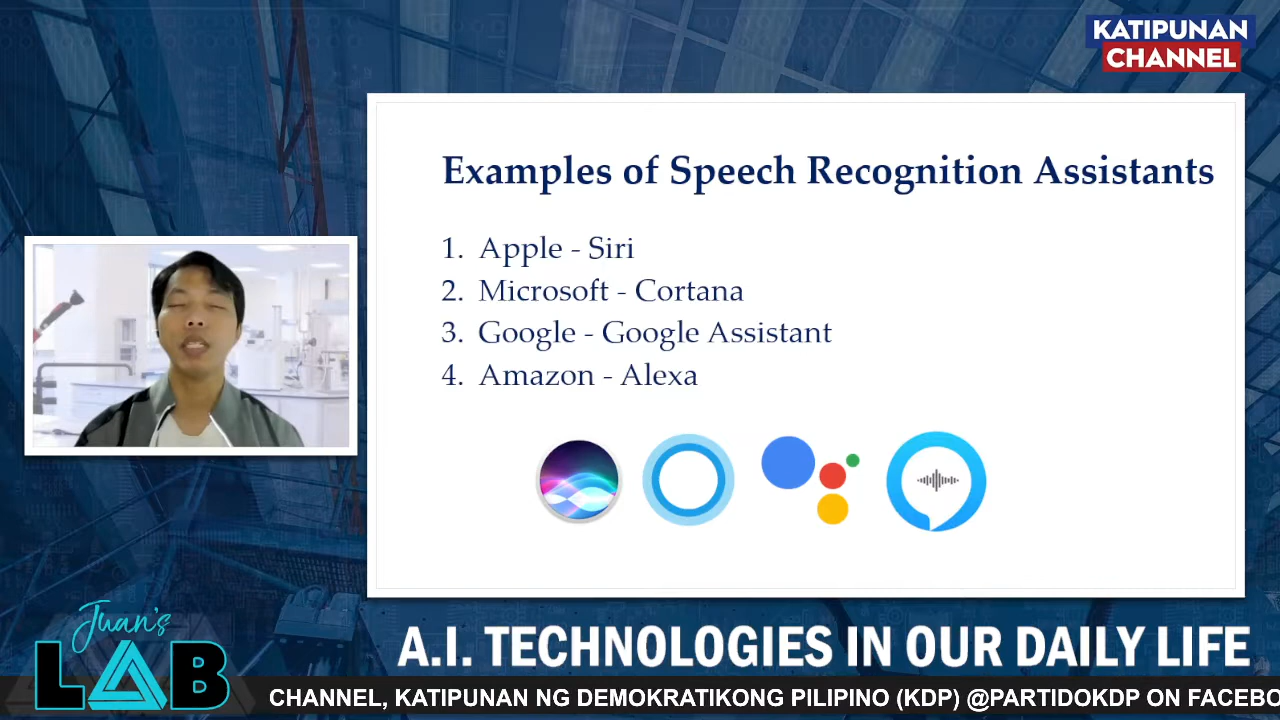 KATIPUNAN
CHANNEL
Examples of Speech Recognition Assistants
1. Apple - Siri
2. Microsoft - Cortana
3. Google - Google Assistant
4. Amazon - Alexa
Juan's
LAB
A.I. TECHNOLOGIES IN OUR DAILY LIFE
CHANNEL, KATIPUNAN NG DEMOKRATIKONG PILIPINO (KDP) @PARTIDOKDP ON FACEBO